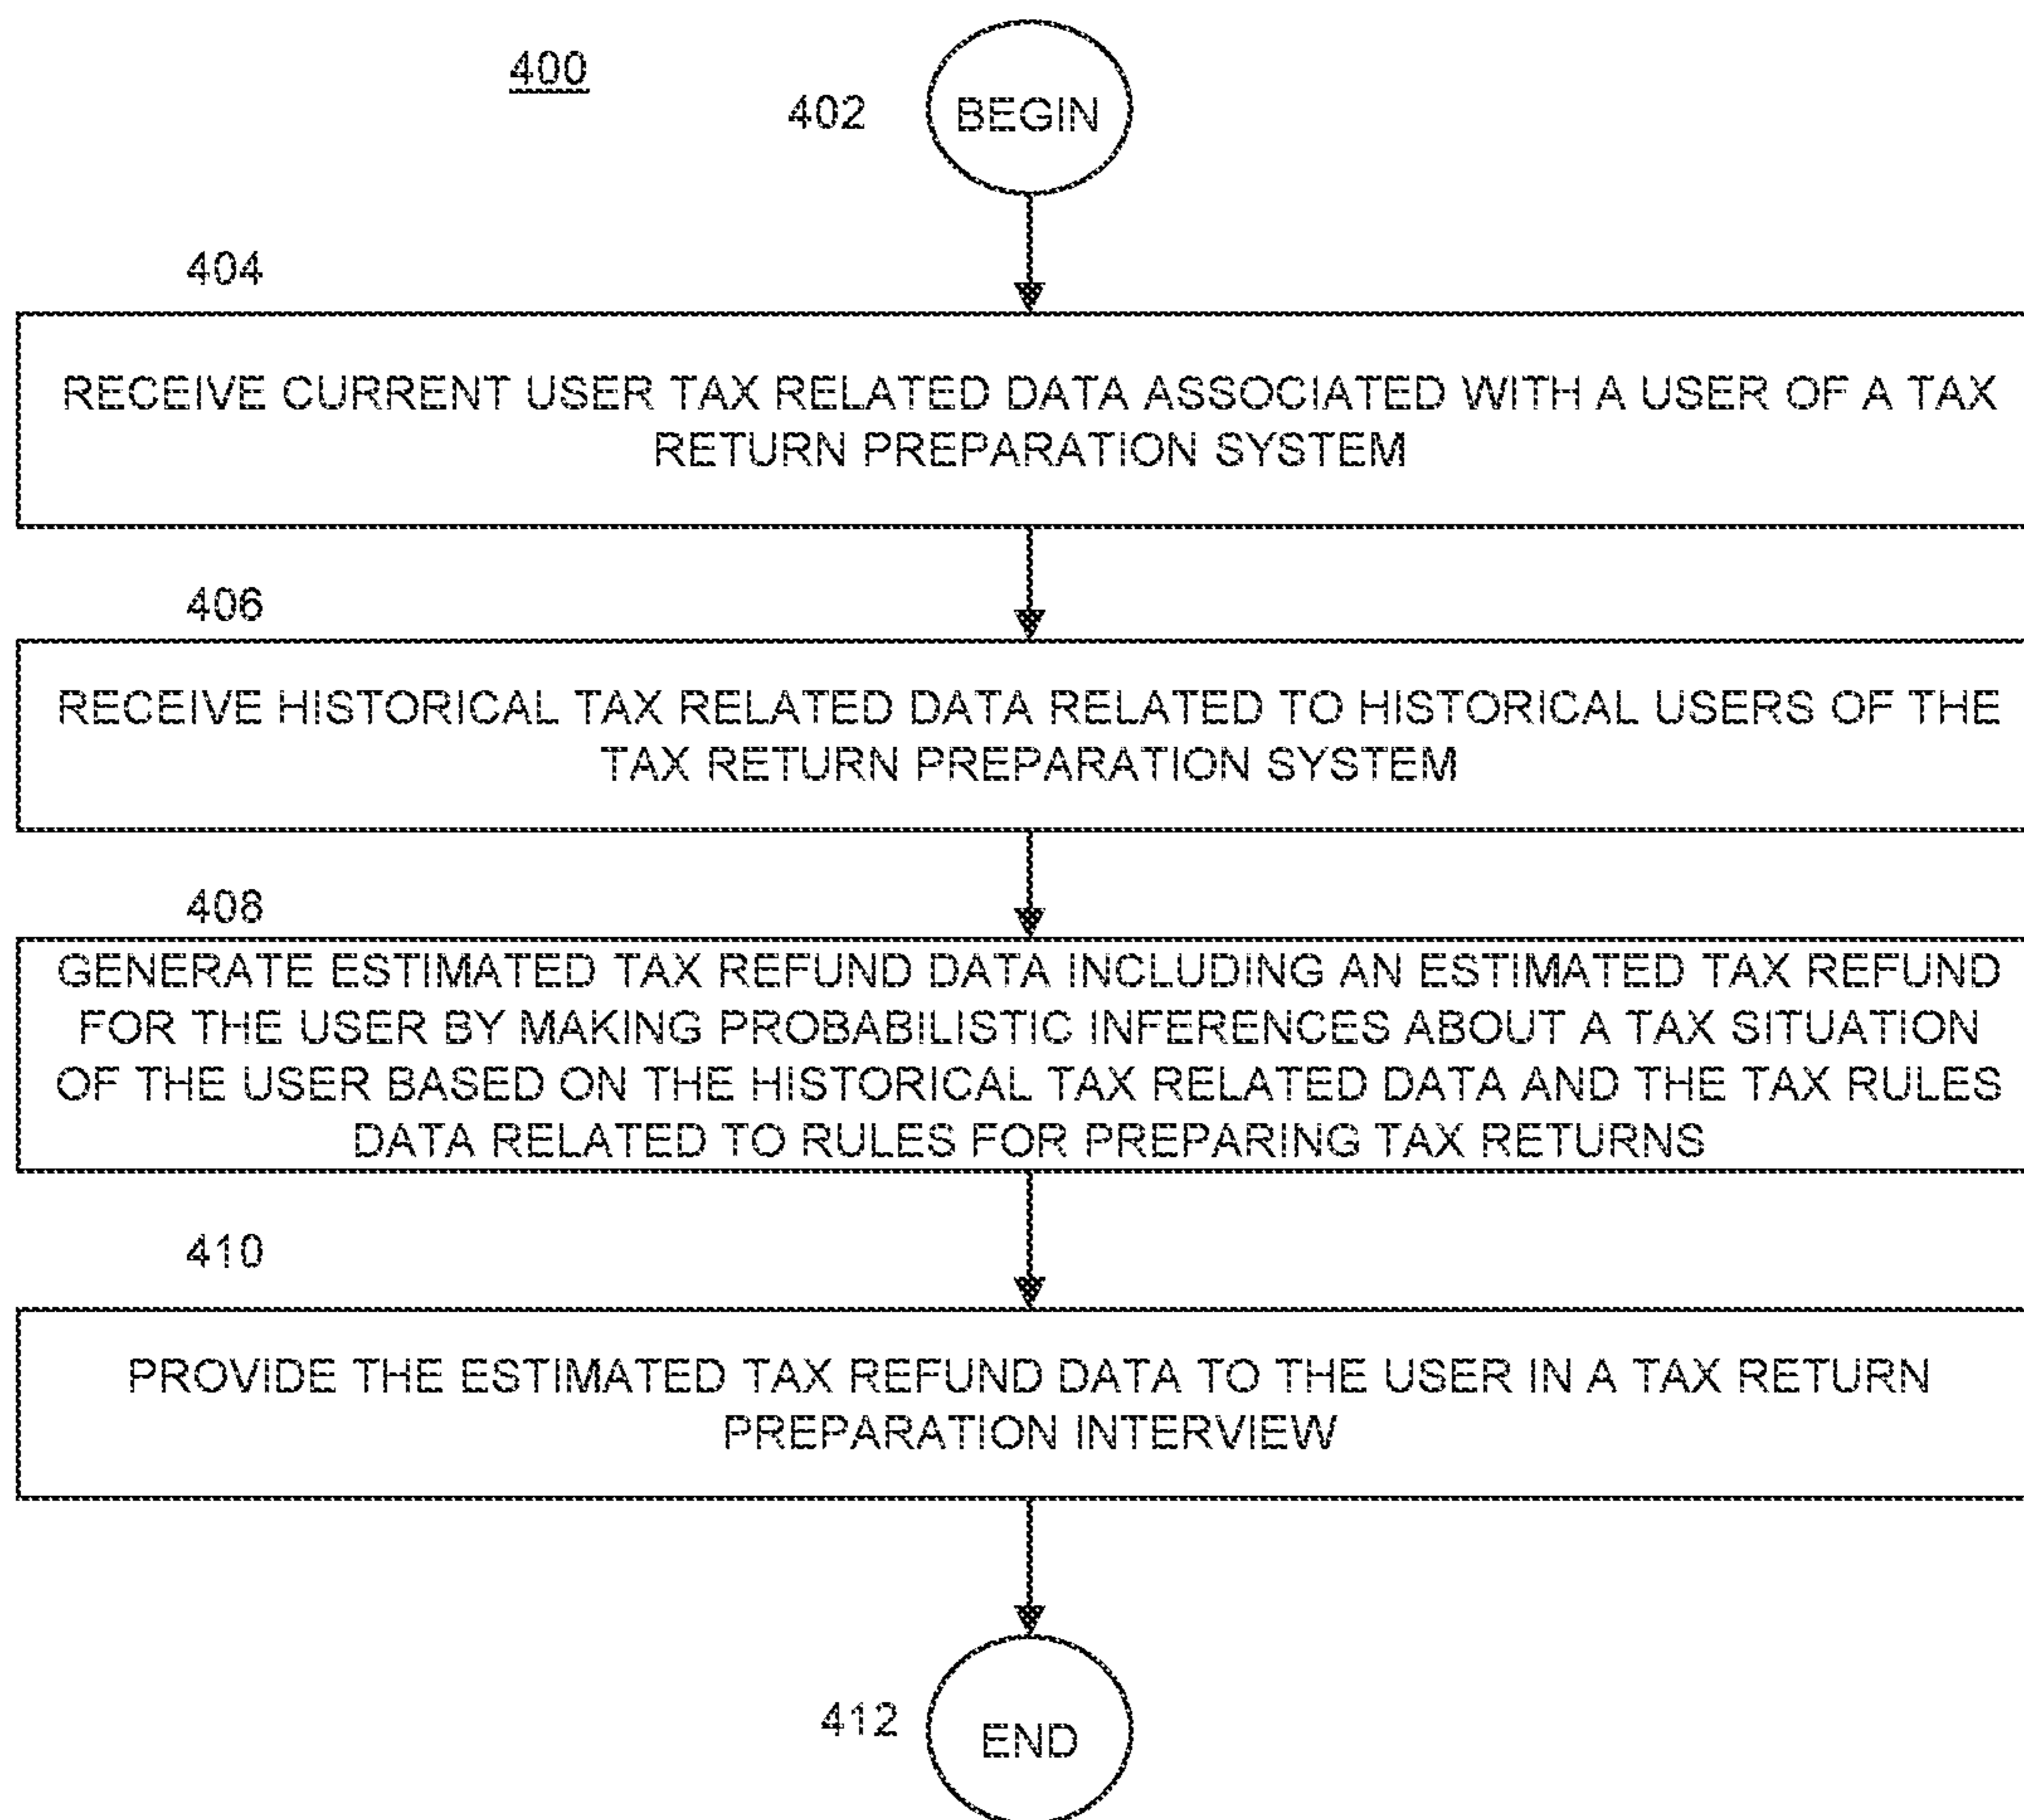 400
402
BEGIN
404
RECEIVE CURRENT USER TAX RELATED DATA ASSOCIATED WITH A USER OF A TAX
RETURN PREPARATION SYSTEM
406
RECEIVE HISTORICAL TAX RELATED DATA RELATED TO HISTORICAL USERS OF THE
TAX RETURN PREPARATION SYSTEM
408
GENERATE ESTIMATED TAX REFUND DATA INCLUDING AN ESTIMATED TAX REFUND
FOR THE USER BY MAKING PROBABILISTIC INFERENCES ABOUT A TAX SITUATION
OF THE USER BASED ON THE HISTORICAL TAX RELATED DATA AND THE TAX RULES
DATA RELATED TO RULES FOR PREPARING TAX RETURNS
410
PROVIDE THE ESTIMATED TAX REFUND DATA TO THE USER IN A TAX RETURN
PREPARATION INTERVIEW
412
END